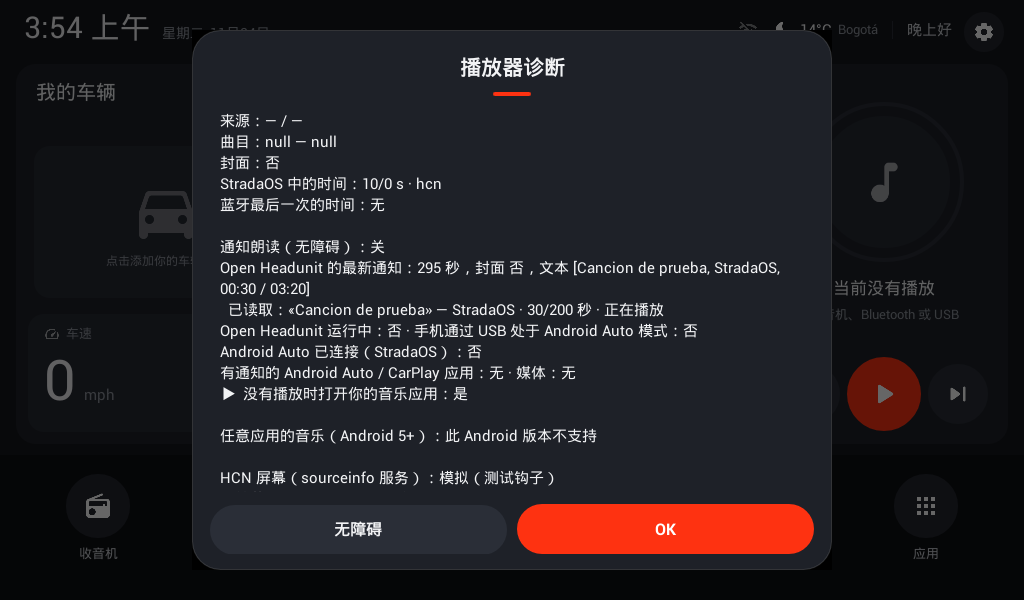 3:54 上午
14°C Bogotá
晚上好
播放器诊断
我的车辆
来源：— / —
曲目：null — null
封面：否
StradaOS 中的时间：10/0 s · hcn
蓝牙最后一次的时间：无
通知朗读（无障碍）：关
Open Headunit 的最新通知：295 秒，封面 否，文本 [Cancion de prueba, StradaOS,
00:30 / 03:20]
已读取：«Cancion de prueba» — StradaOS · 30/200 秒 · 正在播放
Open Headunit 运行中：否 · 手机通过 USB 处于 Android Auto 模式：否
Android Auto 已连接（StradaOS）：否
有通知的 Android Auto / CarPlay 应用：无 · 媒体：无
▶ 没有播放时打开你的音乐应用：是
任意应用的音乐（Android 5+）：此 Android 版本不支持
HCN 屏幕（sourceinfo 服务）：模拟（测试钩子）
无障碍
OK
点击添加你的车
车速
0 mph
当前没有播放
机、Bluetooth 或 USB
收音机
应用